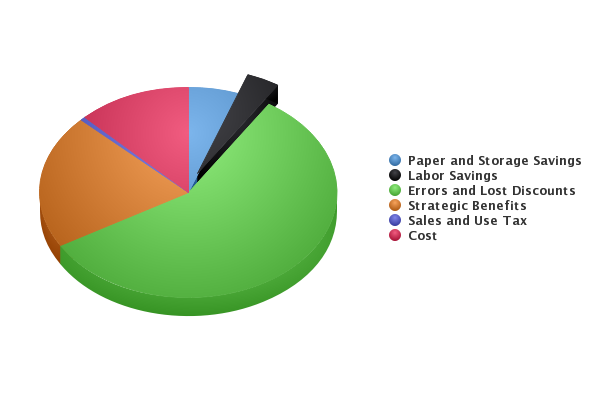 Paper and Storage Savings
Labor Savings
Errors and Lost Discounts
Strategic Benefits
Sales and Use Tax
Cost